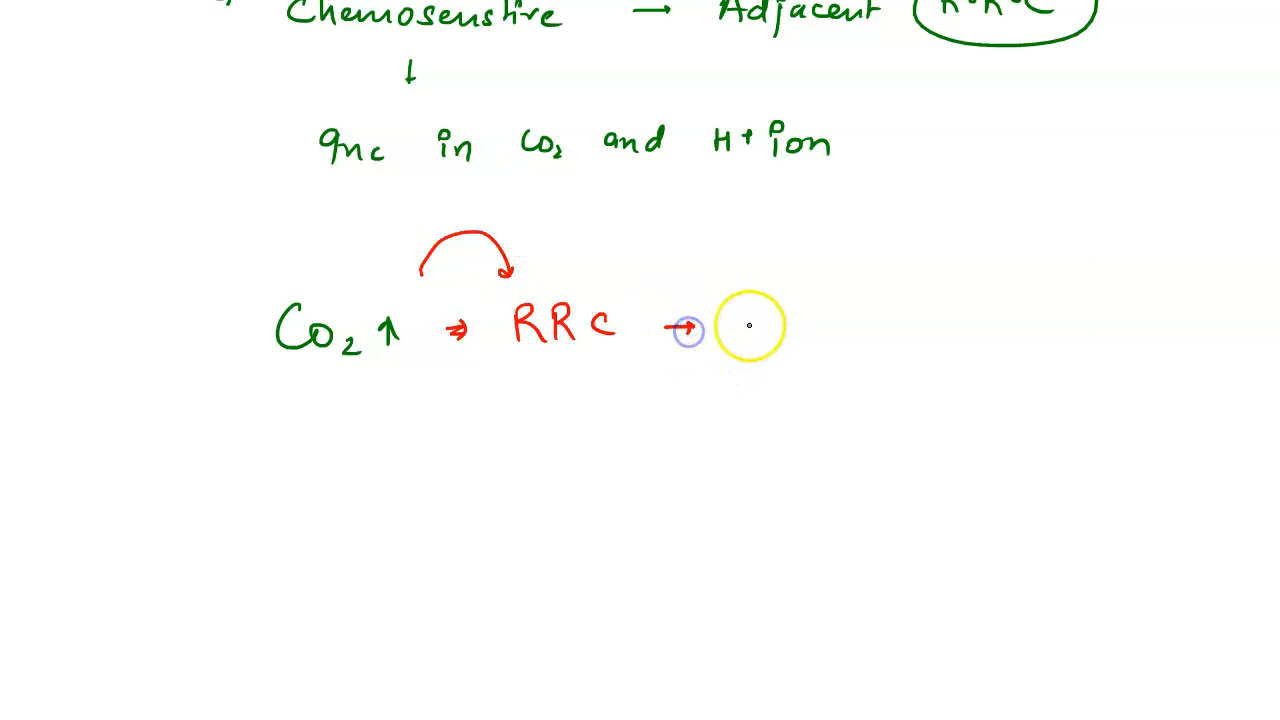 Chemosensitive → Adjacent R.R.C
↓
Inc in CO2 and H+ ion
CO2 ↑ → RRC →